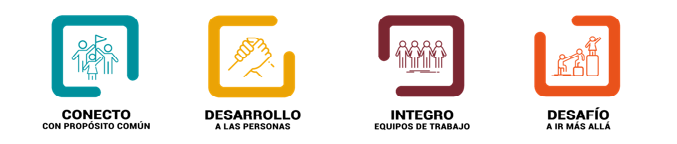 CONECTO
CON PROPÓSITO COMÚN
DESARROLLO
A LAS PERSONAS
INTEGRO
EQUIPOS DE TRABAJO
DESAFÍO
A IR MÁS ALLÁ